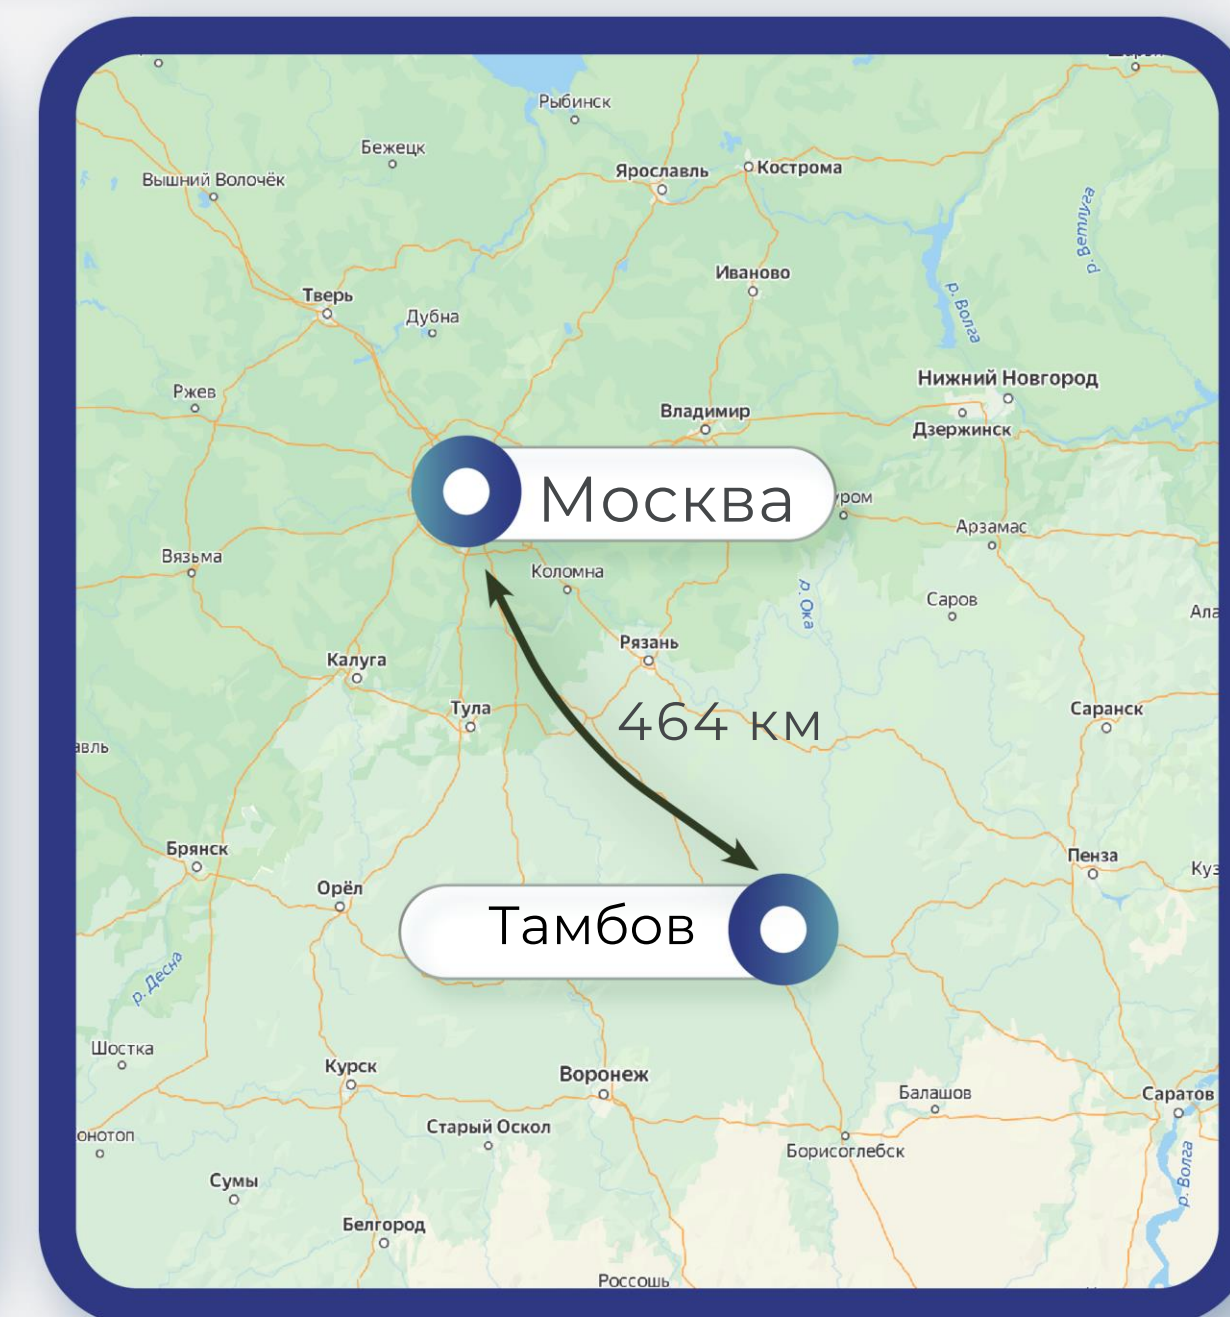 Рыбинск
Бежецк
Вышний Волочёк
Ярославль
Кострома
р. Ветлуга
Иваново
Тверь
Дубна
р. Волга
Ржев
Нижний Новгород
Владимир
Дзержинск
Москва
Арзамас
Вязьма
Коломна
р. Ока
Саров
Рязань
Калуга
Тула
464 км
Саранск
Брянск
Пенза
Орёл
Тамбов
р. Десна
Шостка
Курск
Воронеж
Балашов
Саратов
Старый Оскол
Борисоглебск
р. Волга
Сумы
Белгород
Россошь